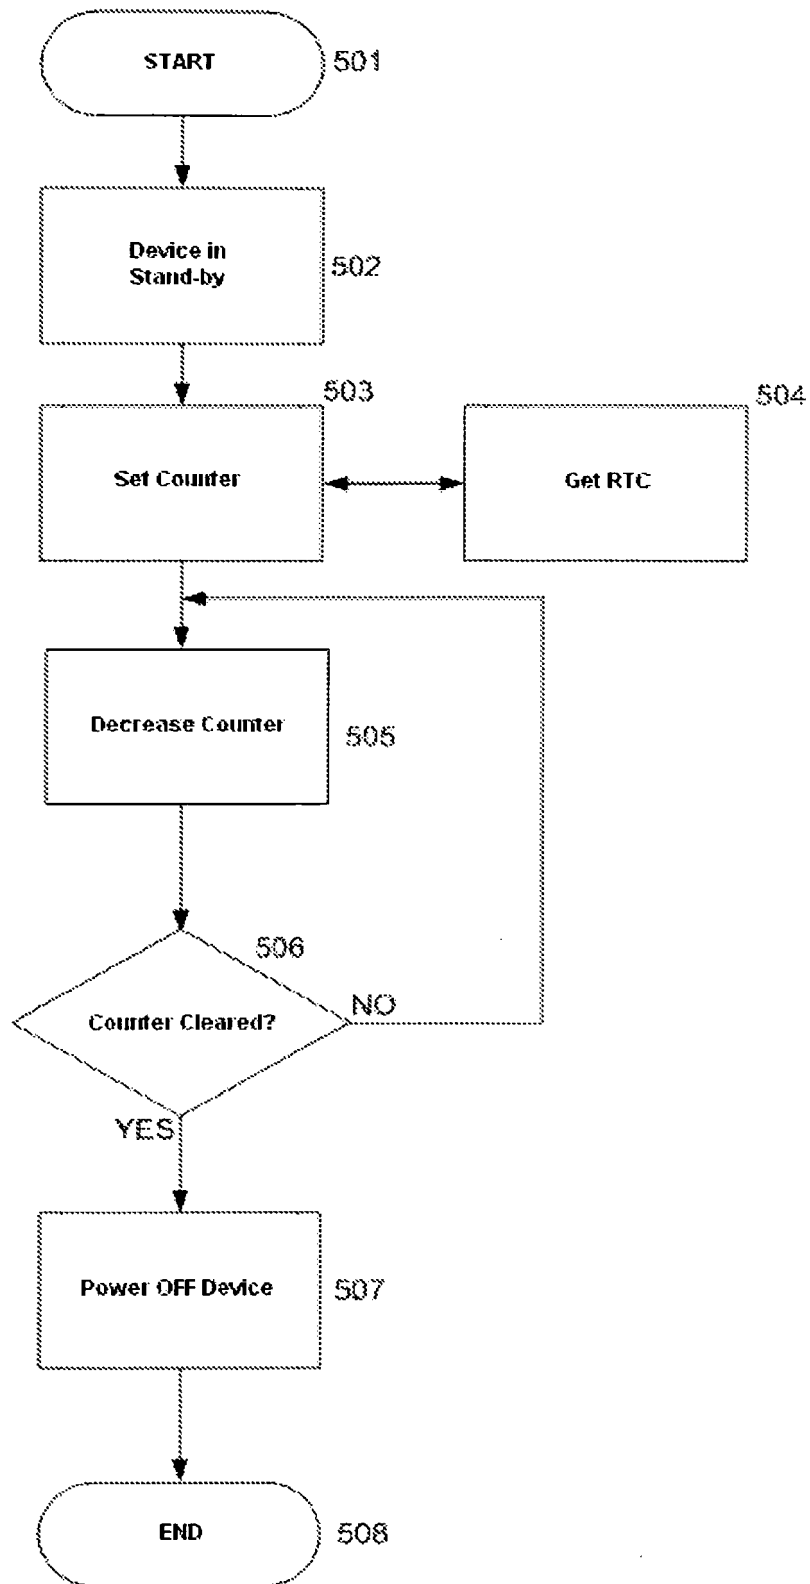 START
501
Device in
Stand-by
502
503
504
Set Counter
Get RTC
Decrease Counter
505
506
Counter Cleared?
NO
YES
Power OFF Device
507
END
508